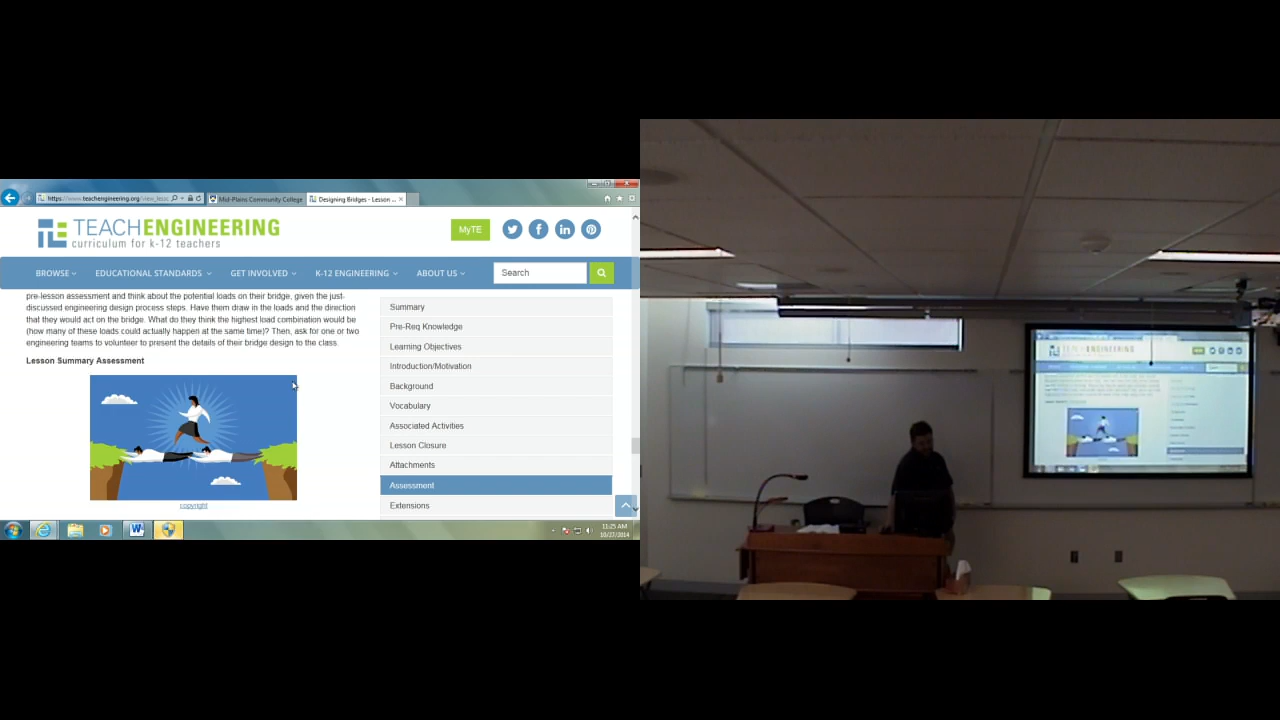 https://www.teachengineering.org/view_lesso
Mid-Plains Community College
Designing Bridges - Lesson ...
TEACHENGINEERING
curriculum for k-12 teachers
MyTE
BROWSE
EDUCATIONAL STANDARDS
GET INVOLVED
K-12 ENGINEERING
ABOUT US
Search
pre-lesson assessment and think about the potential loads on their bridge, given the just-
discussed engineering design process steps. Have them draw in the loads and the direction
that they would act on the bridge. What do they think the highest load combination would be
(how many of these loads could actually happen at the same time)? Then, ask for one or two
engineering teams to volunteer to present the details of their bridge design to the class.
Lesson Summary Assessment
copyright
Summary
Pre-Req Knowledge
Learning Objectives
Introduction/Motivation
Background
Vocabulary
Associated Activities
Lesson Closure
Attachments
Assessment
Extensions
11:25 AM
10/27/2014
TEACHENGINEERING